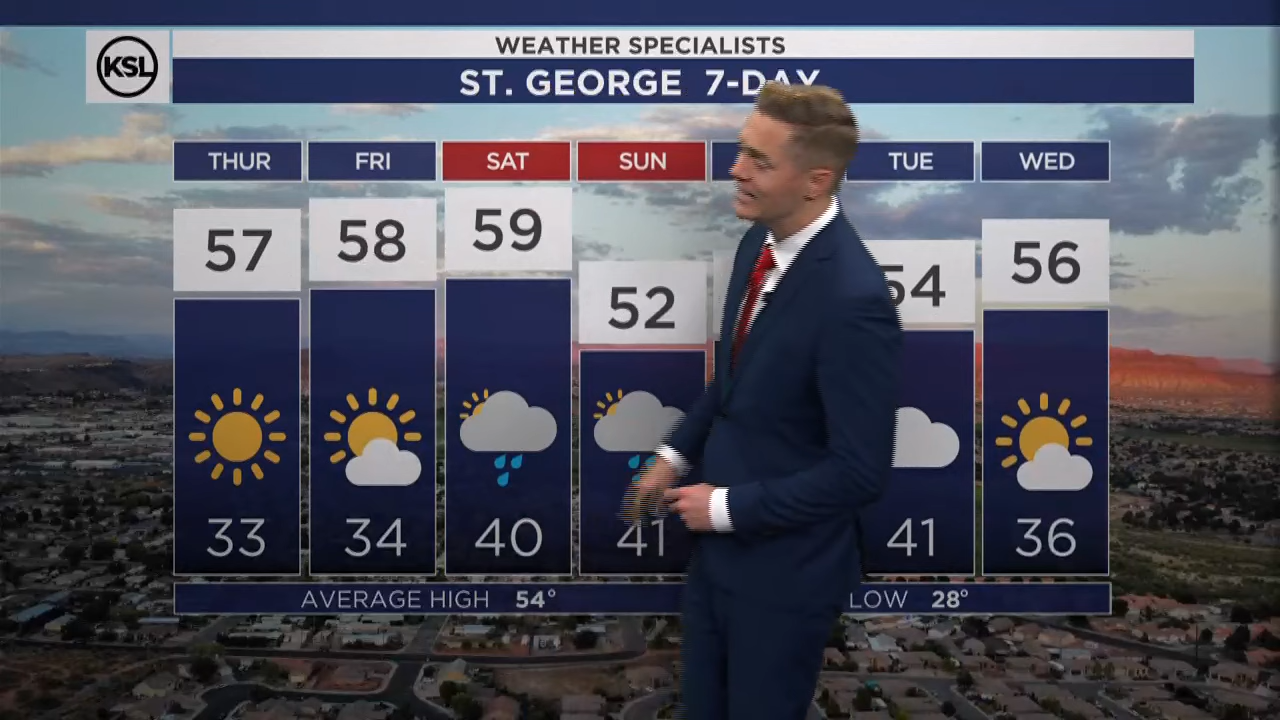 KSL
WEATHER SPECIALISTS
ST. GEORGE 7-DAY
THUR FRI SAT SUN TUE WED
57 58 59 52 54 56
33 34 40 41 41 36
AVERAGE HIGH 54° LOW 28°